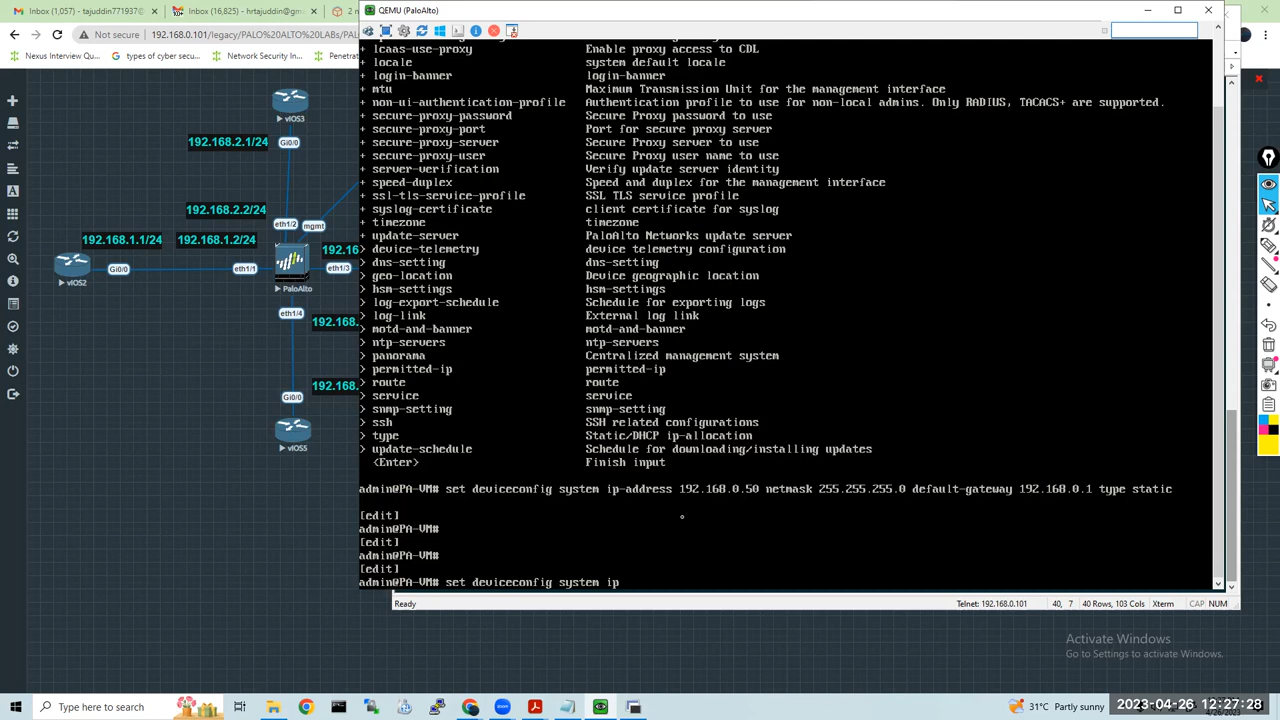 tajuddin771937@
tajuddin@gmail.com
PALO
QEMU (PaloAlto)
Not secure
192.168.0.101/legacy/PALO%20ALTO%20LABS/Palo
Nexus Interview Qu...
types of cyber secur...
Penetra
192.168.2.1/24
192.168.2.2/24
192.168.1.1/24
192.168.1.2/24
192.16
192.168.
192.168.
vIOS3
Gi0/0
eth1/2
mgmt
vIOS2
Gi0/0
eth1/1
eth1/3
PaloAlto
eth1/4
Gi0/0
vIOS5
+ lcaas-use-proxy Enable proxy access to CDL
+ locale system default locale
+ login-banner login-banner
+ mtu Maximum Transmission Unit for the management interface
+ non-ui-authentication-profile Authentication profile to use for non-local admins. Only RADIUS, TACACS+ are supported.
+ secure-proxy-password Secure Proxy password to use
+ secure-proxy-port Port for secure proxy server
+ secure-proxy-server Secure Proxy server to use
+ secure-proxy-user Secure Proxy user name to use
+ server-verification Verify update server identity
+ speed-duplex Speed and duplex for the management interface
+ ssl-tls-service-profile SSL TLS service profile
+ syslog-certificate client certificate for syslog
+ timezone timezone
+ update-server PaloAlto Networks update server
> device-telemetry device telemetry configuration
> dns-setting dns-setting
> geo-location Device geographic location
> hsm-settings hsm-settings
> log-export-schedule Schedule for exporting logs
> log-link External log link
> motd-and-banner motd-and-banner
> ntp-servers ntp-servers
> panorama Centralized management system
> permitted-ip permitted-ip
> route route
> service service
> snmp-setting snmp-setting
> ssh SSH related configurations
> type Static/DHCP ip-allocation
> update-schedule Schedule for downloading/installing updates
<Enter> Finish input
admin@PA-VM# set deviceconfig system ip-address 192.168.0.50 netmask 255.255.255.0 default-gateway 192.168.0.1 type static
[edit]
admin@PA-VM#
[edit]
admin@PA-VM#
[edit]
admin@PA-VM# set deviceconfig system ip
Ready
Telnet: 192.168.0.101
40, 7
40 Rows, 103 Cols
Xterm
CAP
NUM
Activate Windows
Go to Settings to activate Windows.
Type here to search
31°C Partly sunny
2023-04-26 12:27:28